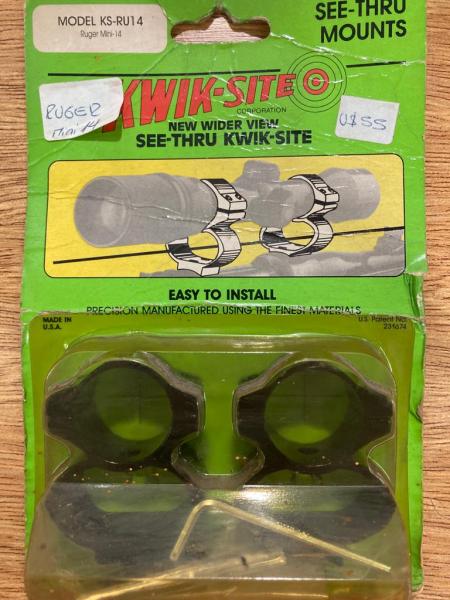 MODEL KS-RU14
Ruger Mini-14
SEE-THRU
MOUNTS
KWIK-SITE
CORPORATION
RUGER
Mini 14
U$55
NEW WIDER VIEW
SEE-THRU KWIK-SITE
EASY TO INSTALL
PRECISION MANUFACTURED USING THE FINEST MATERIALS
MADE IN
U.S.A.
U.S. Patent No.